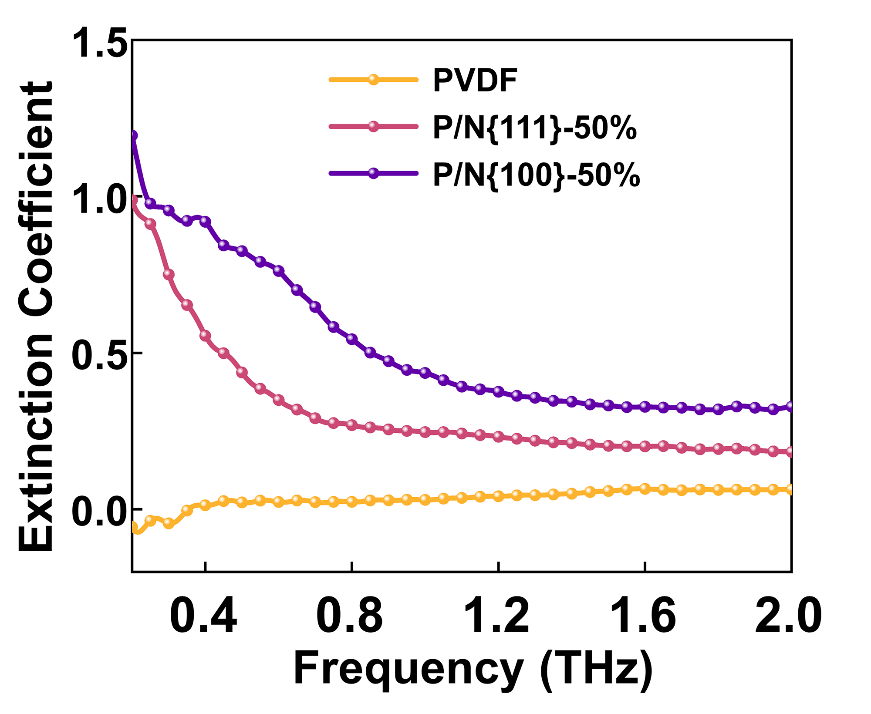 1.5
PVDF
P/N{111}-50%
P/N{100}-50%
1.0
0.5
0.0
Extinction Coefficient
0.4 0.8 1.2 1.6 2.0
Frequency (THz)